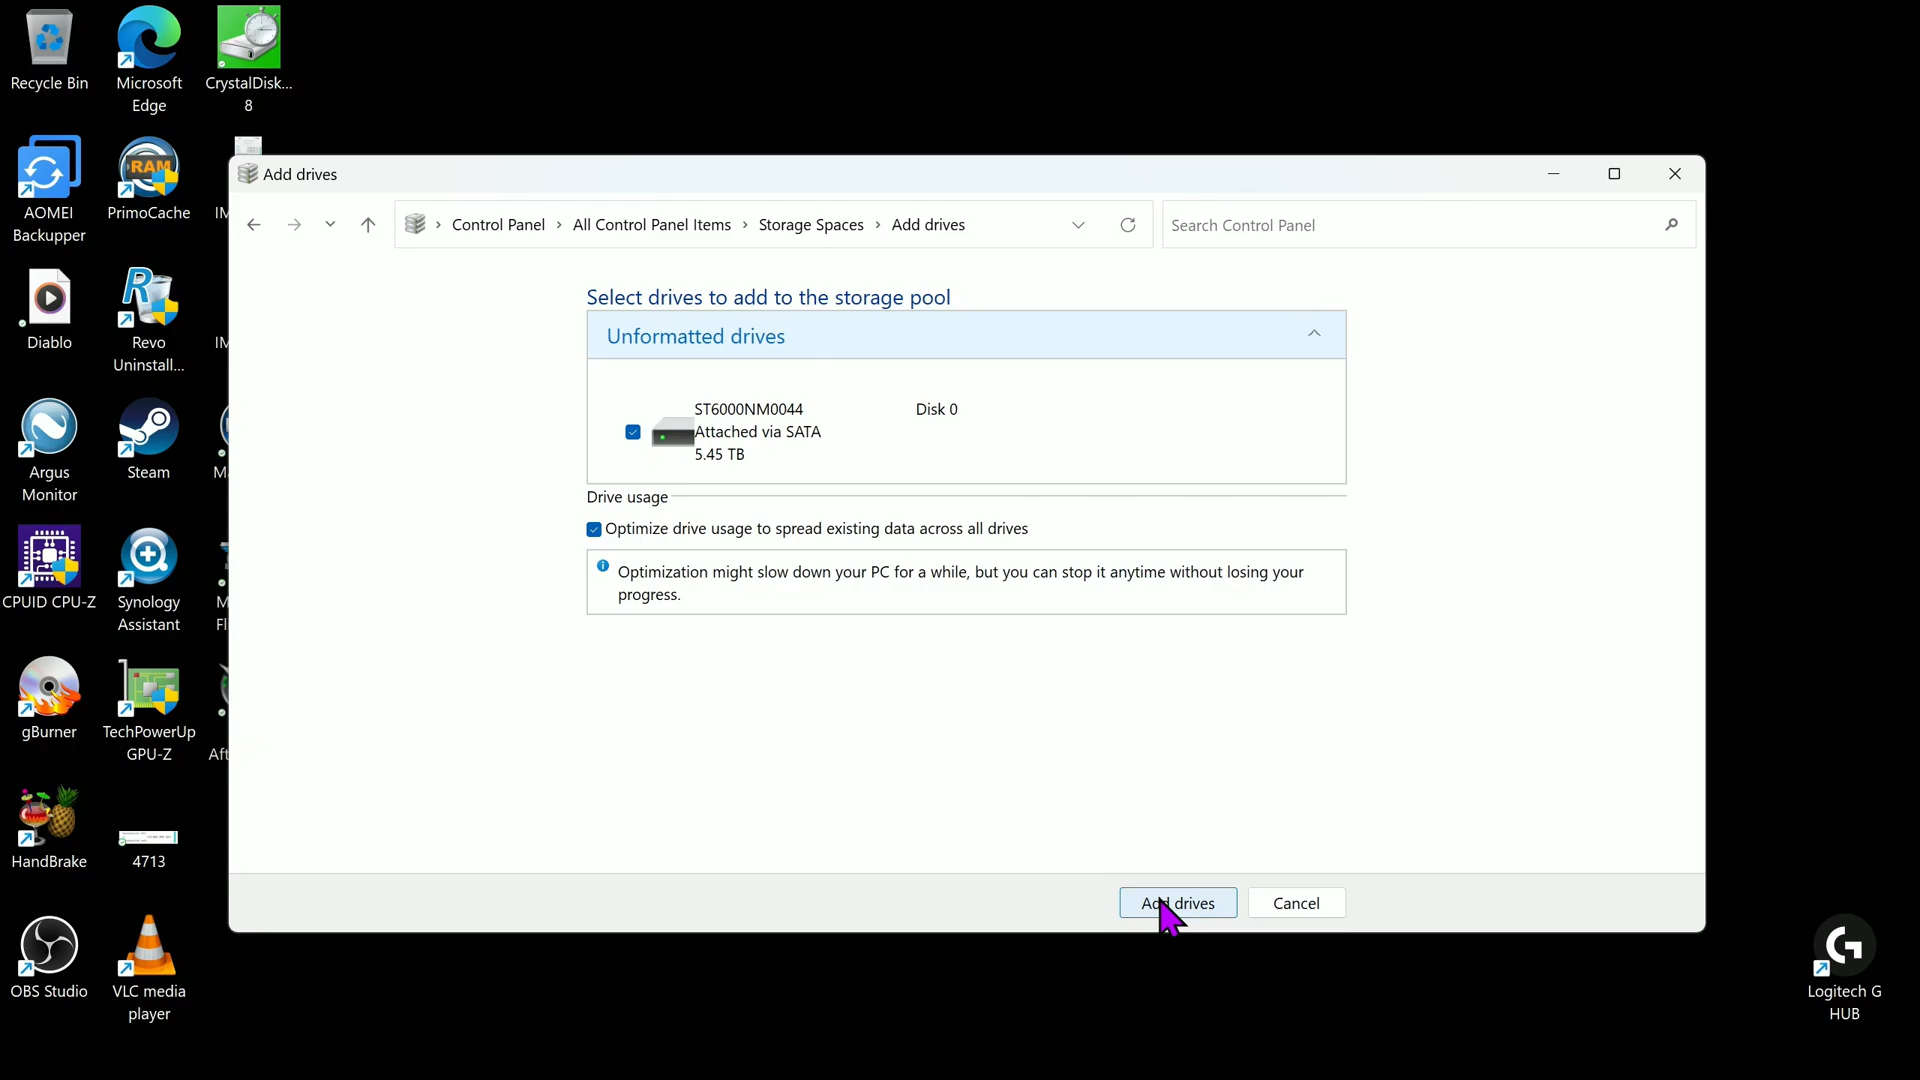 Recycle Bin
Microsoft
Edge
CrystalDisk...
8
AOMEI
Backupper
RAM
PrimoCache
Diablo
Revo
Uninstall...
Argus
Monitor
Steam
CPUID CPU-Z
Synology
Assistant
gBurner
TechPowerUp
GPU-Z
HandBrake
4713
OBS Studio
VLC media
player
Add drives
Control Panel
All Control Panel Items
Storage Spaces
Add drives
Search Control Panel
Select drives to add to the storage pool
Unformatted drives
ST6000NM0044
Disk 0
Attached via SATA
5.45 TB
Drive usage
Optimize drive usage to spread existing data across all drives
Optimization might slow down your PC for a while, but you can stop it anytime without losing your
progress.
Add drives
Cancel
Logitech G
HUB